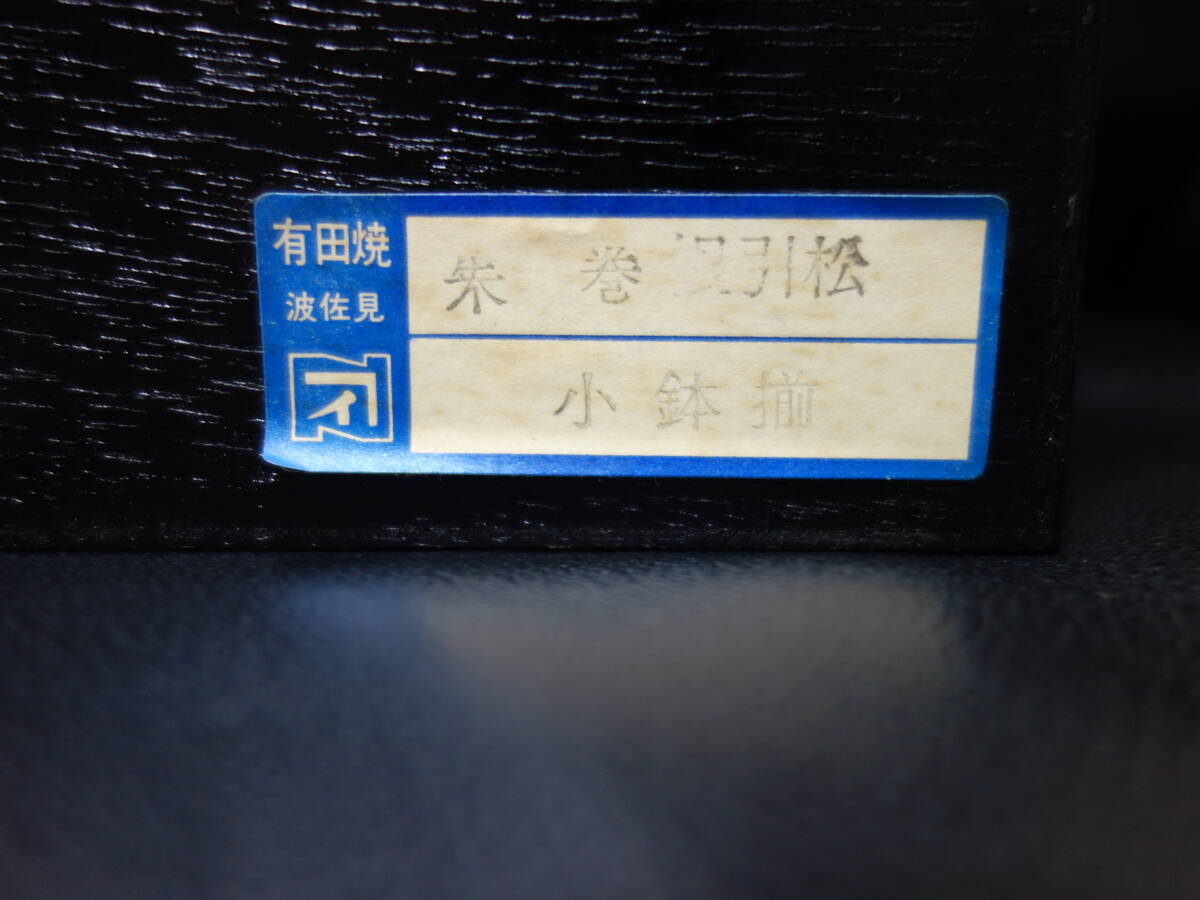 有田焼
波佐見
朱 巻 引松
小 鉢 揃